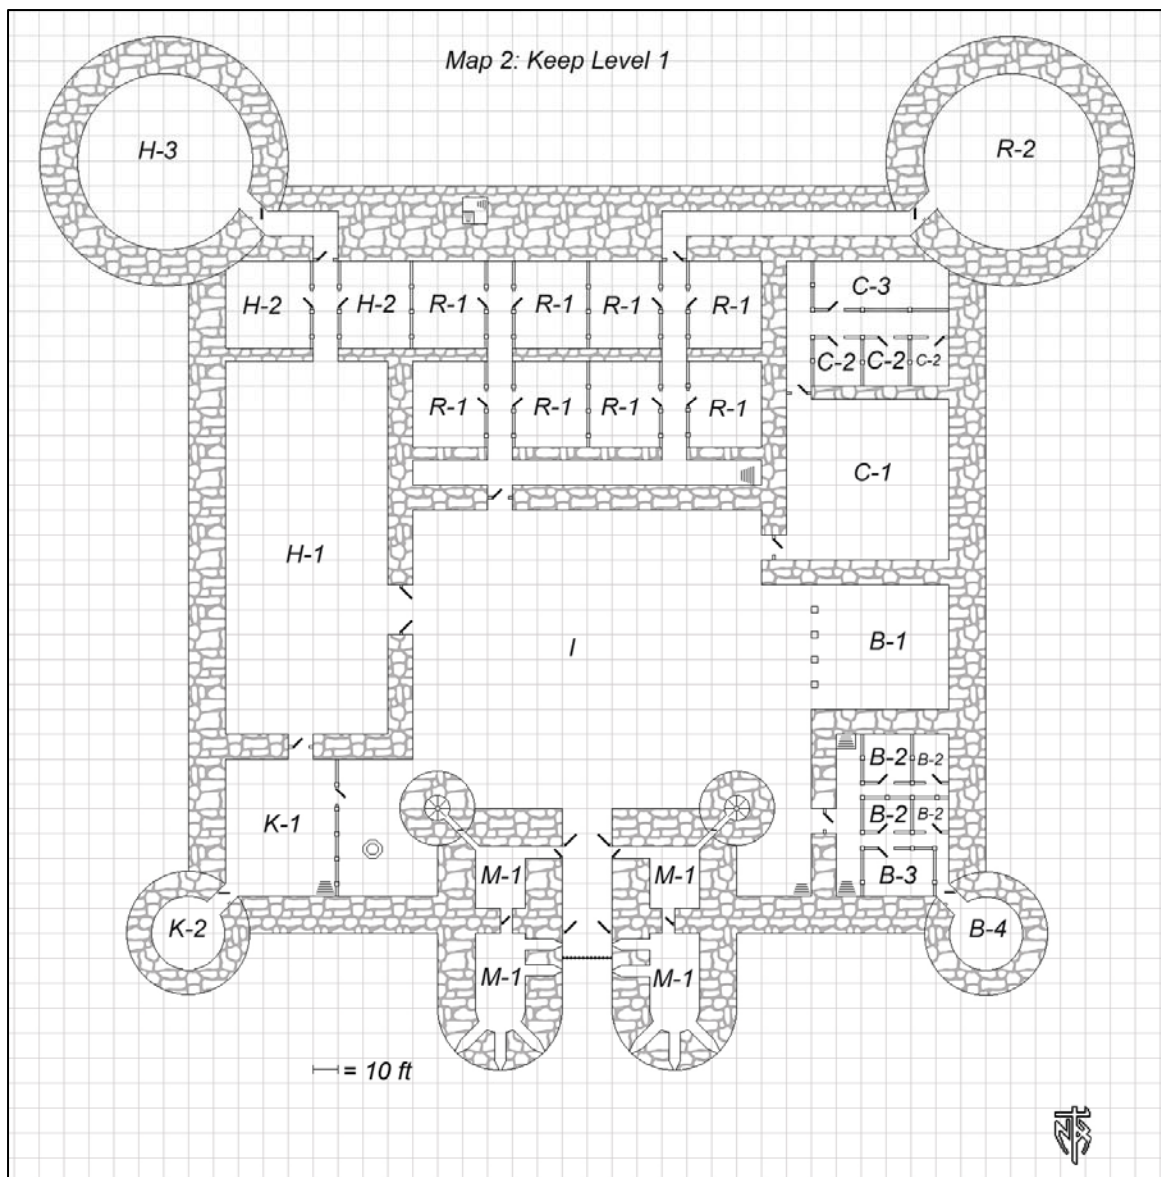 Map 2: Keep Level 1
H-3
R-2
H-2
H-2
R-1
R-1
R-1
R-1
C-3
C-2
C-2
C-2
R-1
R-1
R-1
R-1
C-1
H-1
I
B-1
B-2
B-2
K-1
B-2
B-2
M-1
M-1
B-3
K-2
B-4
M-1
M-1
= 10 ft